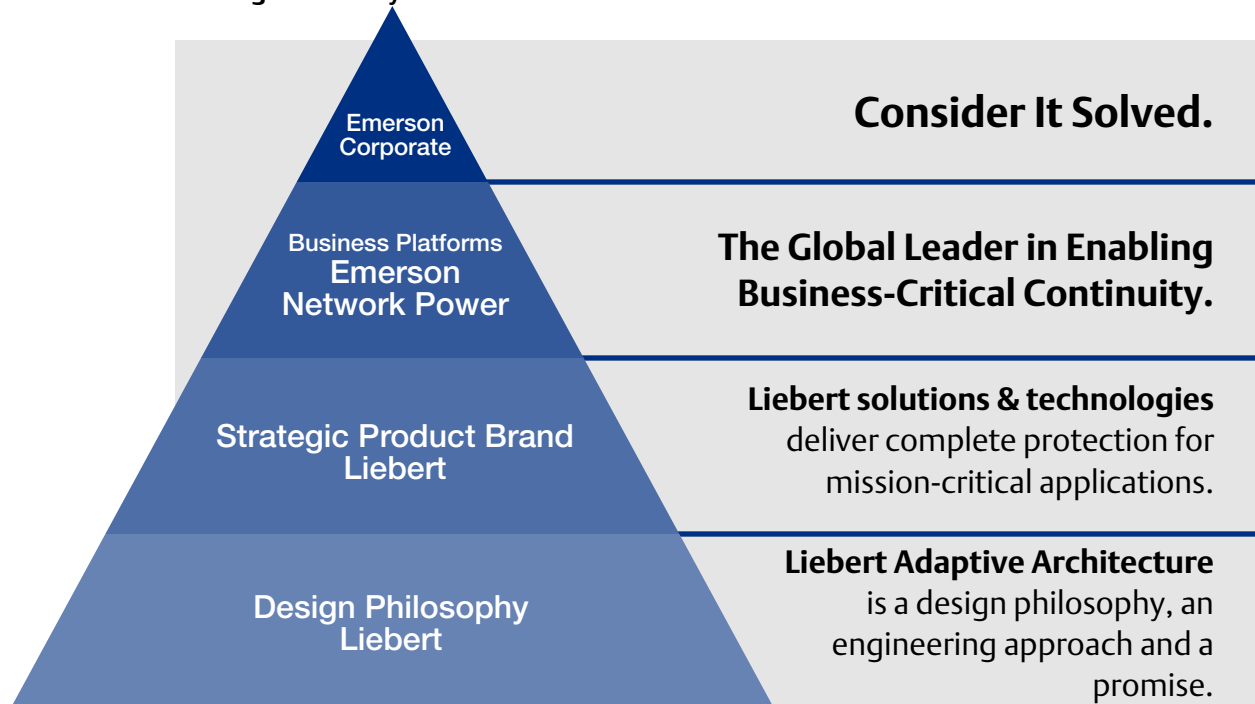 Emerson
Corporate
Consider It Solved.
Business Platforms
Emerson
Network Power
The Global Leader in Enabling
Business-Critical Continuity.
Strategic Product Brand
Liebert
Liebert solutions & technologies
deliver complete protection for
mission-critical applications.
Design Philosophy
Liebert
Liebert Adaptive Architecture
is a design philosophy, an
engineering approach and a
promise.